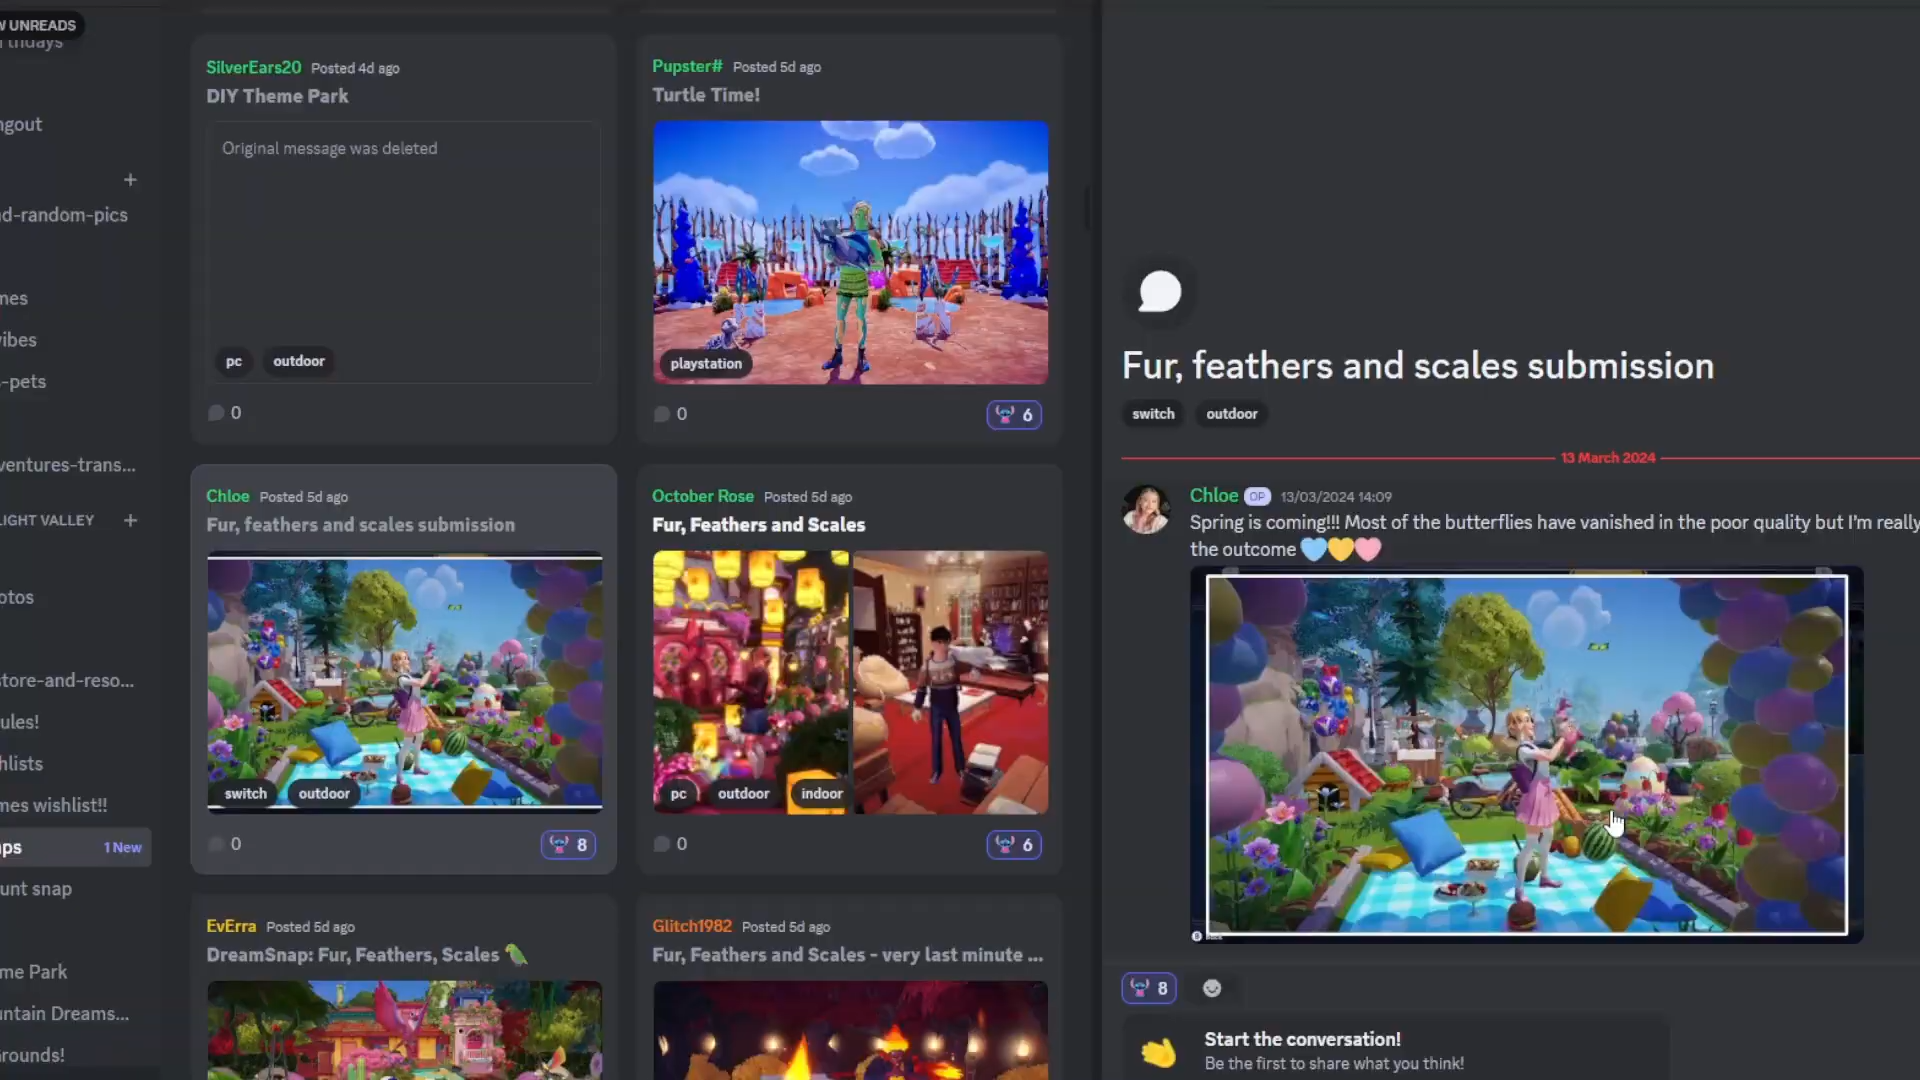 W UNREADS
rthdays
ngout
+
nd-random-pics
mes
vibes
s-pets
ventures-trans...
LIGHT VALLEY +
otos
store-and-reso...
ules!
hlists
mes wishlist!!
aps 1 New
unt snap
me Park
untain Dreams...
rounds!
SilverEars20 Posted 4d ago
DIY Theme Park
Original message was deleted
pc outdoor
0
Pupster# Posted 5d ago
Turtle Time!
playstation
0 6
Chloe Posted 5d ago
Fur, feathers and scales submission
switch outdoor
0 8
October Rose Posted 5d ago
Fur, Feathers and Scales
pc outdoor indoor
0 6
EvErra Posted 5d ago
DreamSnap: Fur, Feathers, Scales 🦜
Glitch1982 Posted 5d ago
Fur, Feathers and Scales - very last minute ...
Fur, feathers and scales submission
switch outdoor
13 March 2024
Chloe OP 13/03/2024 14:09
Spring is coming!!! Most of the butterflies have vanished in the poor quality but I'm really
the outcome 🩵💛🩷
8
Start the conversation!
Be the first to share what you think!